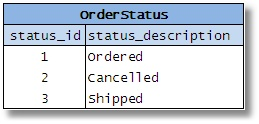 OrderStatus
status_id status_description
1 Ordered
2 Cancelled
3 Shipped